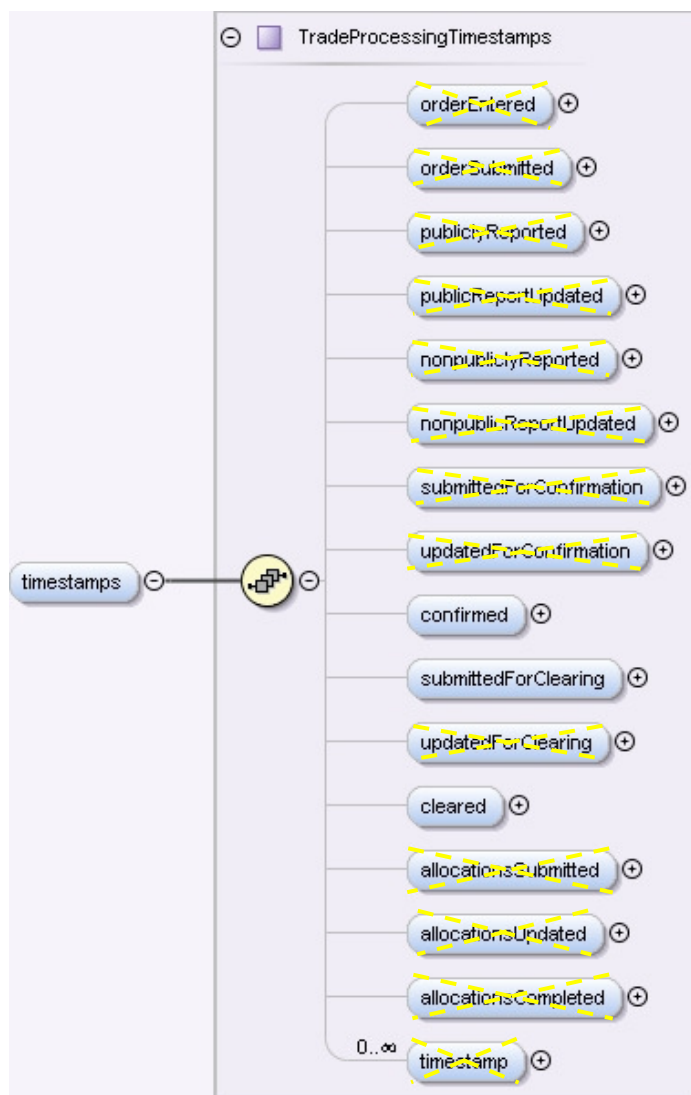 TradeProcessingTimestamps
orderEntered
orderSubmitted
publiclyReported
publicReportUpdated
nonpubliclyReported
nonpublicReportUpdated
submittedForConfirmation
updatedForConfirmation
timestamps
confirmed
submittedForClearing
updatedForClearing
cleared
allocationsSubmitted
allocationsUpdated
allocationsCompleted
0..∞
timestamp